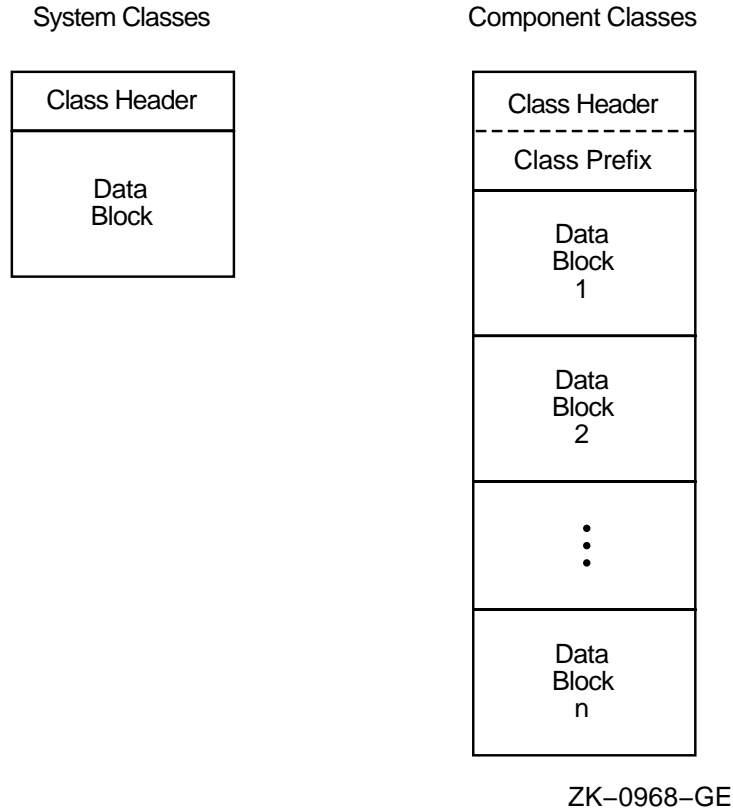 System Classes
Class Header
Data
Block
Component Classes
Class Header
Class Prefix
Data
Block
1
Data
Block
2
Data
Block
n
ZK–0968–GE